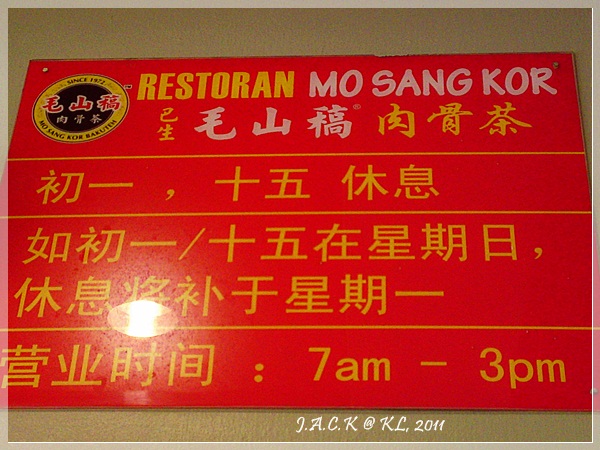 SINCE 1972
毛山稿
肉骨茶
MO SANG KOR BAKUTEH
RESTORAN MO SANG KOR
巴生 毛山稿® 肉骨茶
初一 ，十五 休息
如初一/十五在星期日，
休息将补于星期一
营业时间 ： 7am - 3pm
J.A.C.K @ KL, 2011